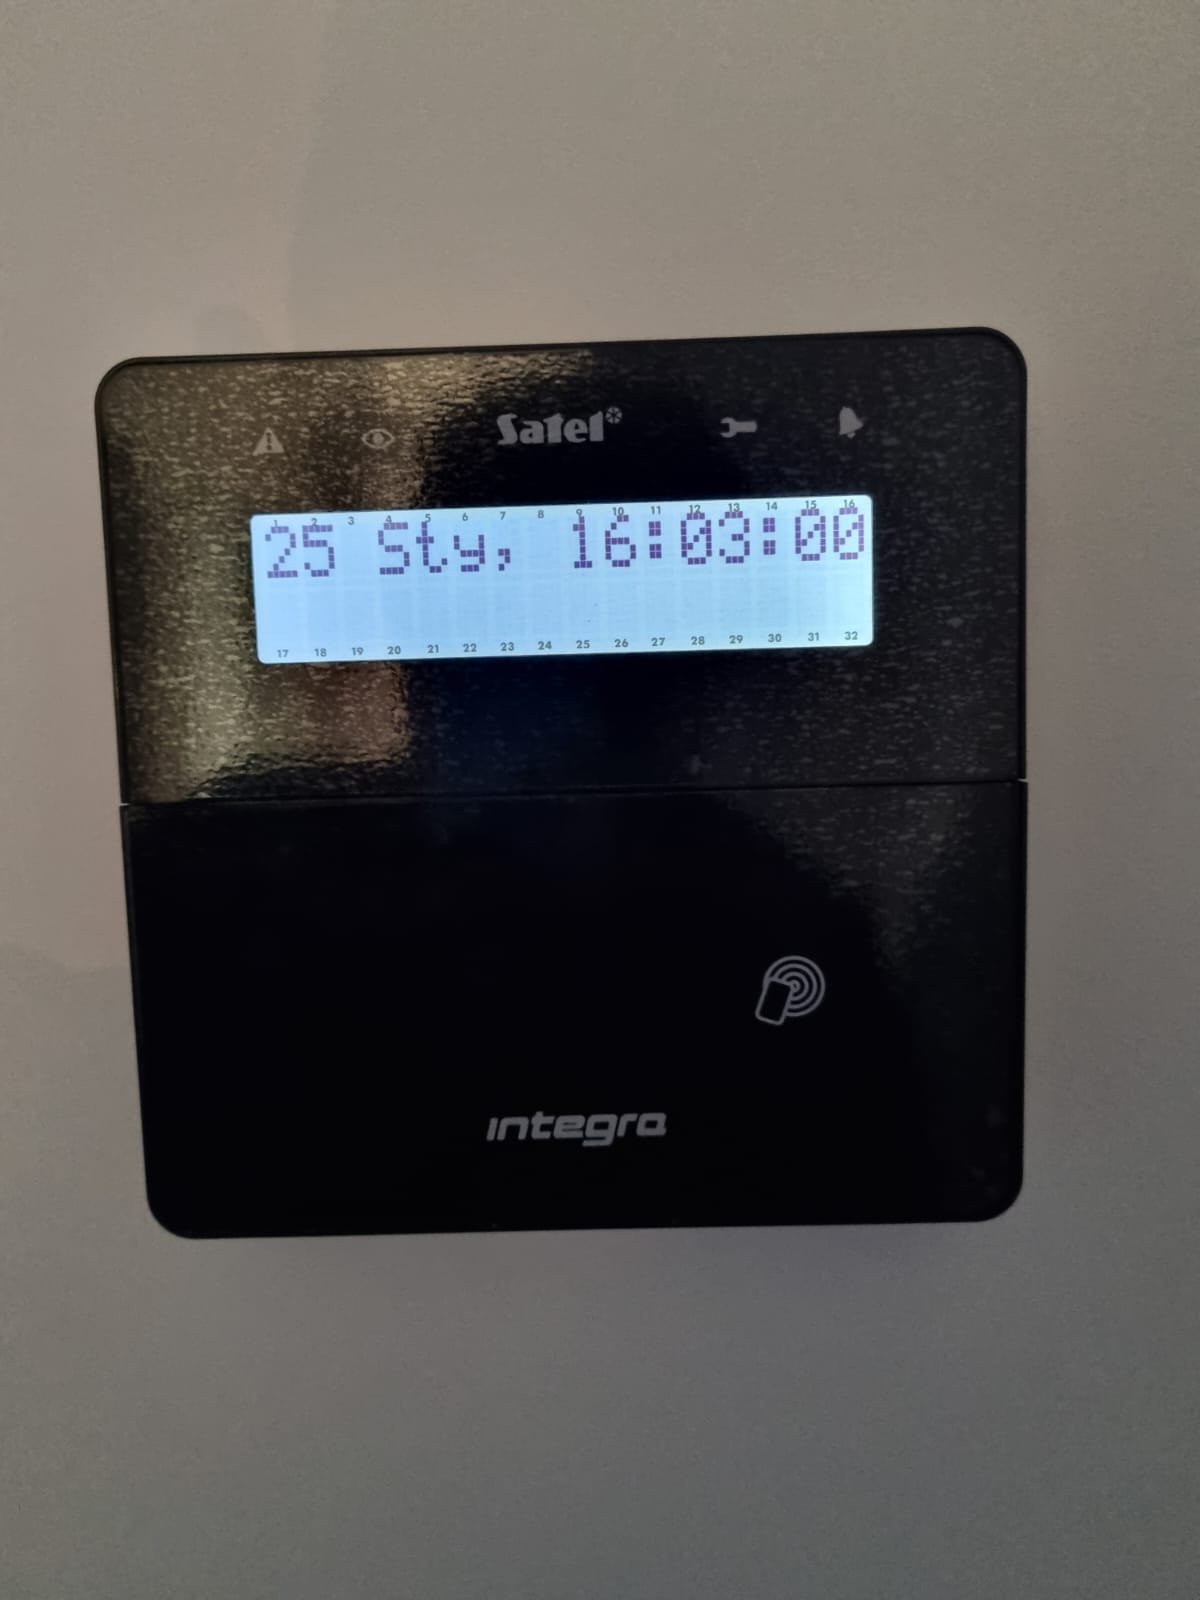 Satel
1 2 3 4 5 6 7 8 9 10 11 12 13 14 15 16
25 Sty, 16:03:00
17 18 19 20 21 22 23 24 25 26 27 28 29 30 31 32
integra